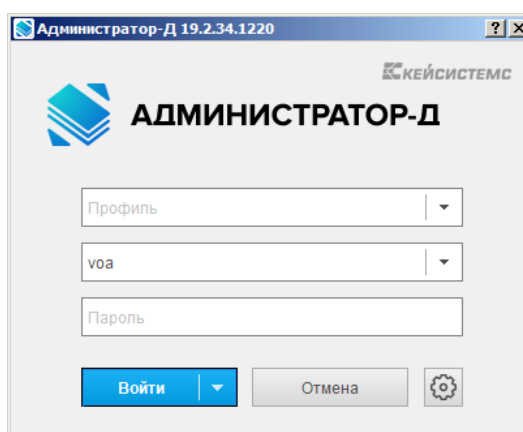 Администратор-Д 19.2.34.1220
КЕЙСИСТЕМС
АДМИНИСТРАТОР-Д
Профиль
voa
Пароль
Войти
Отмена